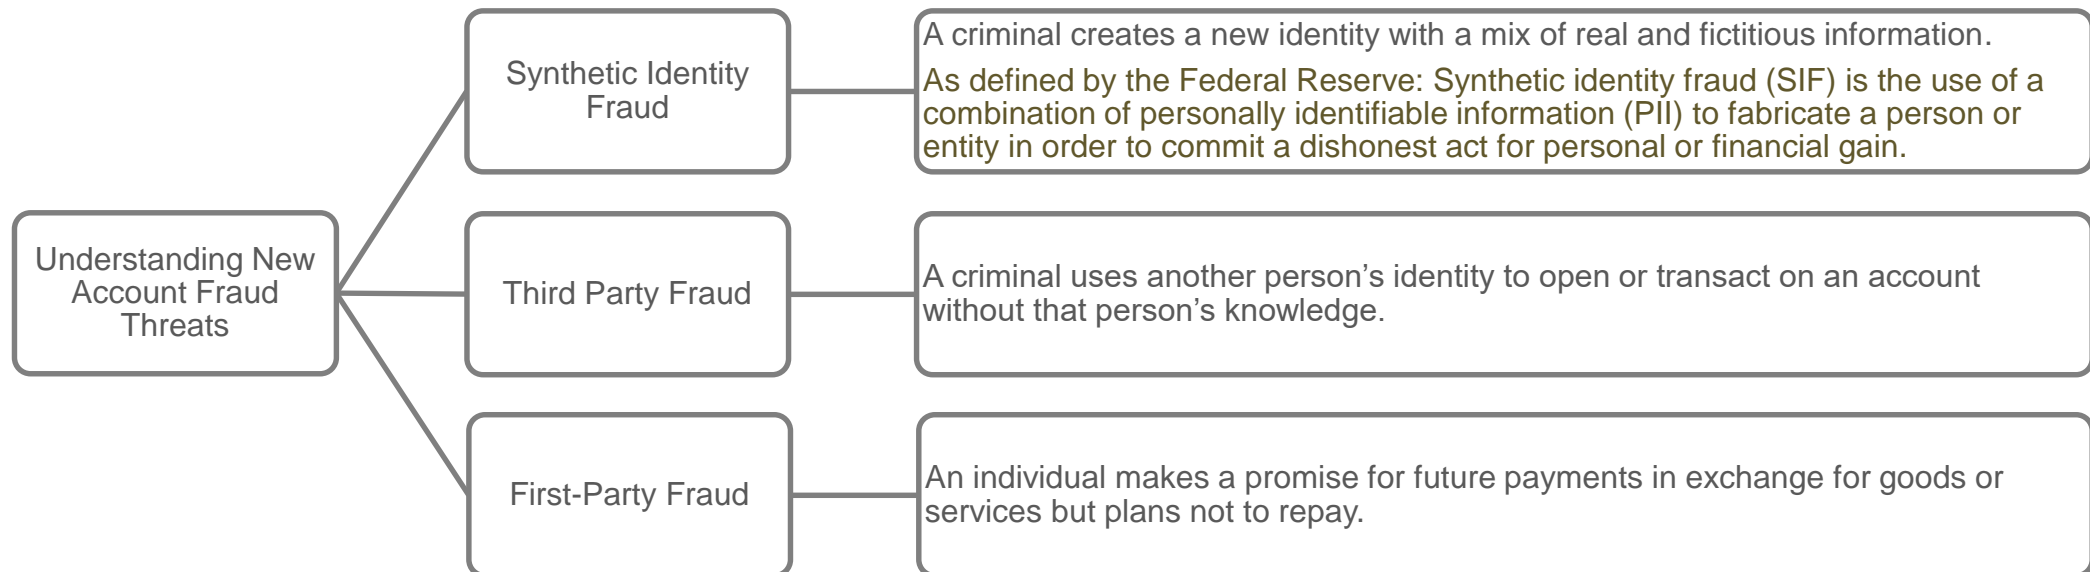 Understanding New
Account Fraud
Threats
Synthetic Identity
Fraud
A criminal creates a new identity with a mix of real and fictitious information.
As defined by the Federal Reserve: Synthetic identity fraud (SIF) is the use of a
combination of personally identifiable information (PII) to fabricate a person or
entity in order to commit a dishonest act for personal or financial gain.
Third Party Fraud
A criminal uses another person’s identity to open or transact on an account
without that person’s knowledge.
First-Party Fraud
An individual makes a promise for future payments in exchange for goods or
services but plans not to repay.